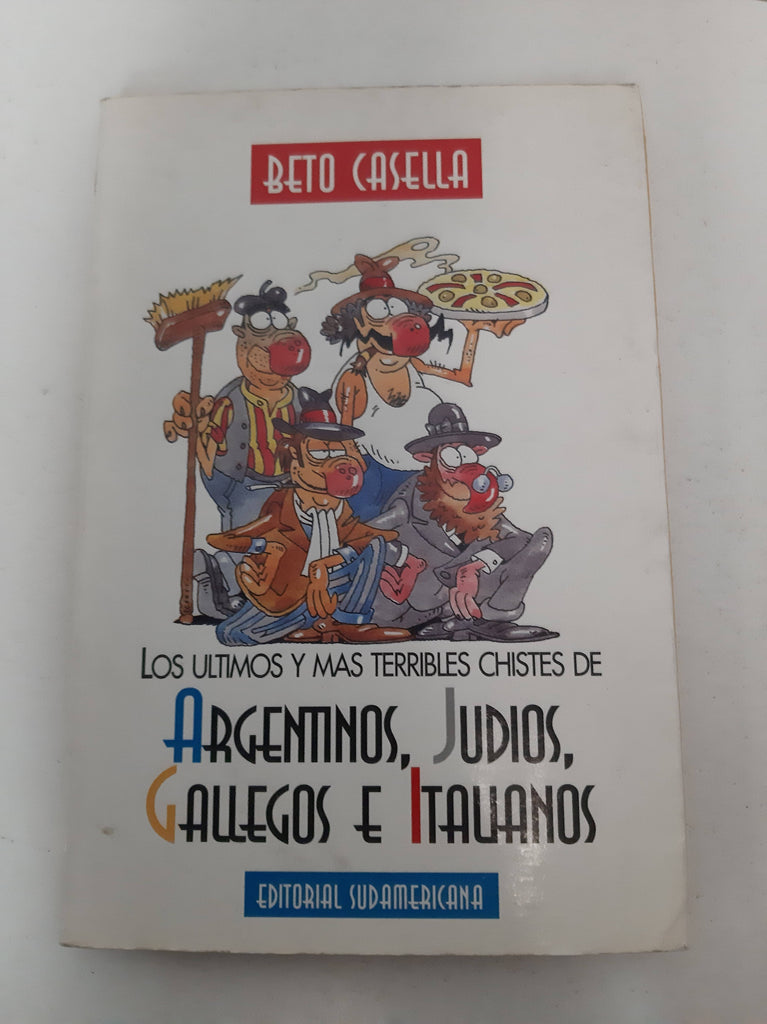 BETO CASELLA
LOS ULTIMOS Y MAS TERRIBLES CHISTES DE
ARGENTINOS, JUDIOS,
GALLEGOS E ITALIANOS
EDITORIAL SUDAMERICANA